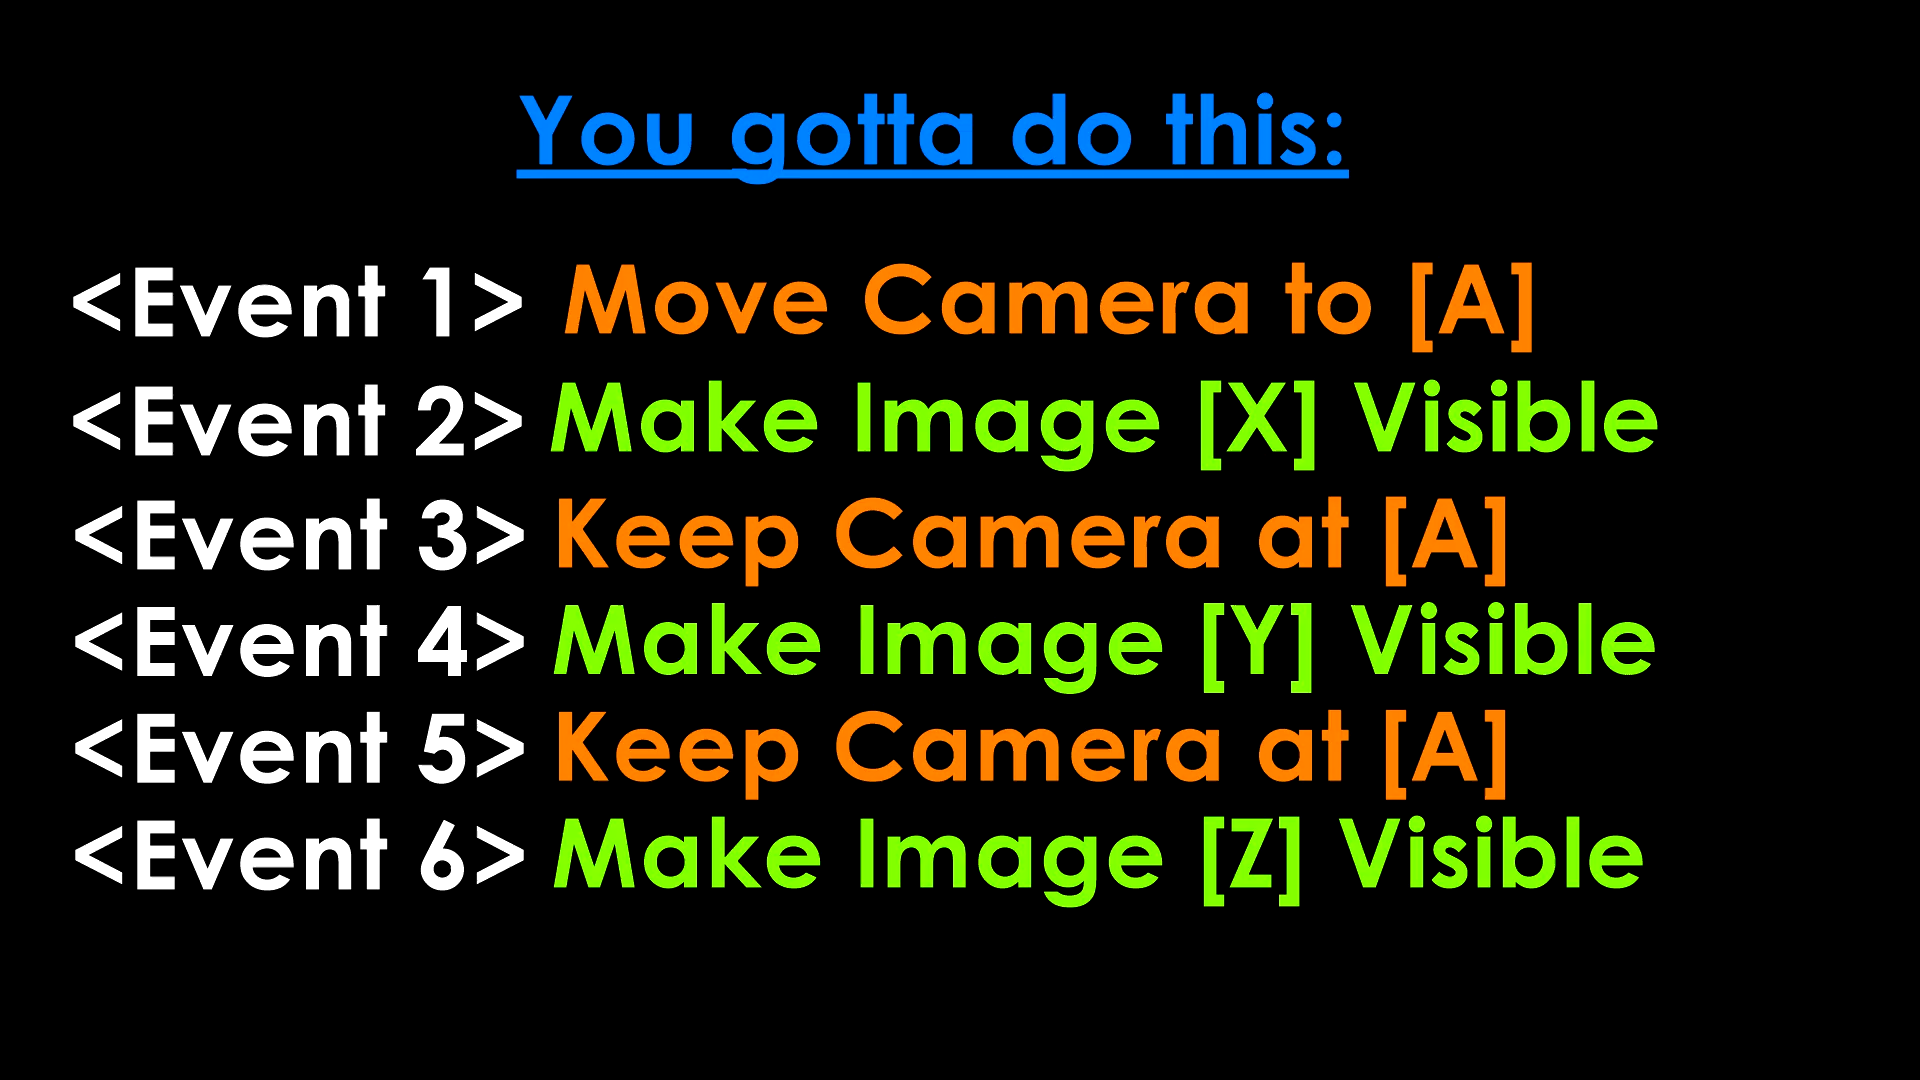 You gotta do this:
<Event 1> Move Camera to [A]
<Event 2> Make Image [X] Visible
<Event 3> Keep Camera at [A]
<Event 4> Make Image [Y] Visible
<Event 5> Keep Camera at [A]
<Event 6> Make Image [Z] Visible